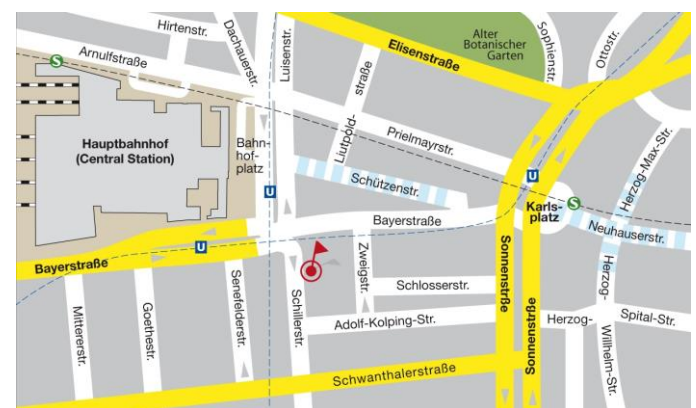 Hirtenstr.
Dachauerstr.
Luisenstr.
Elisenstraße
Alter
Botanischer
Garten
Sophienstr.
Ottostr.
Arnulfstraße
S
Luitpold-
straße
Prielmayrstr.
Herzog-Max-Str.
Hauptbahnhof
(Central Station)
Bahn-
hof-
platz
Schützenstr.
U
U
Karls-
platz
S
Neuhauserstr.
Bayerstraße
Bayerstraße
U
Zweigstr.
Schlosserstr.
Sonnenstrße
Sonnenstrße
Herzog-
Wilhelm-Str.
Mittererstr.
Goethestr.
Senefelderstr.
Schillerstr.
Adolf-Kolping-Str.
Herzog-
Spital-Str.
Schwanthalerstraße